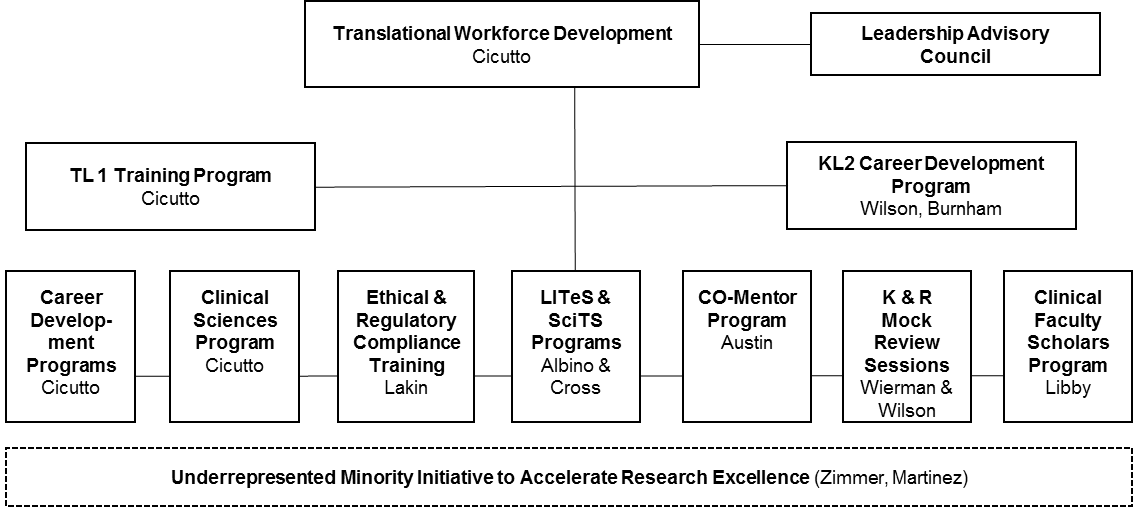 Translational Workforce Development
Cicutto
Leadership Advisory
Council
TL 1 Training Program
Cicutto
KL2 Career Development
Program
Wilson, Burnham
Career
Develop-
ment
Programs
Cicutto
Clinical
Sciences
Program
Cicutto
Ethical &
Regulatory
Compliance
Training
Lakin
LITeS &
SciTS
Programs
Albino &
Cross
CO-Mentor
Program
Austin
K & R
Mock
Review
Sessions
Wierman &
Wilson
Clinical
Faculty
Scholars
Program
Libby
Underrepresented Minority Initiative to Accelerate Research Excellence (Zimmer, Martinez)